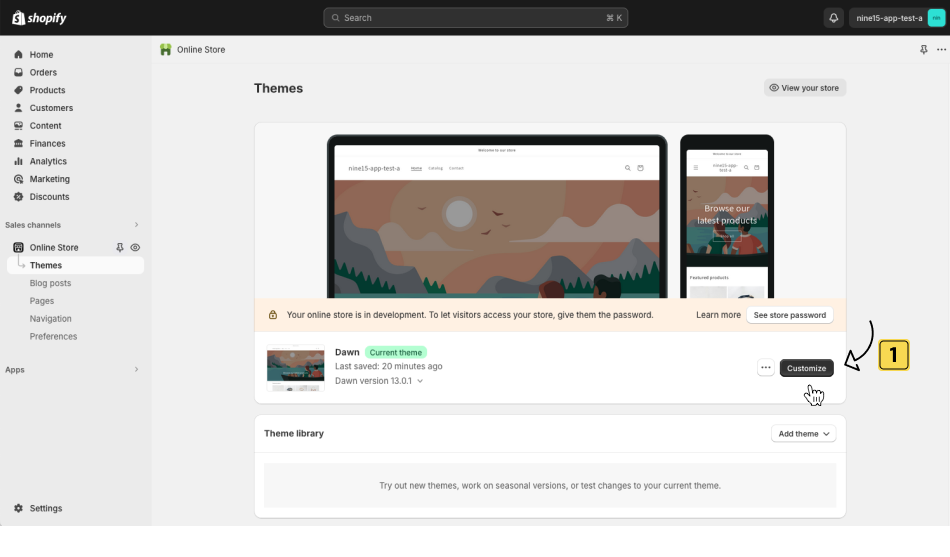 shopify
Search
⌘ K
nine15-app-test-a
Home
Orders
Products
Customers
Content
Finances
Analytics
Marketing
Discounts
Sales channels
Online Store
Themes
Blog posts
Pages
Navigation
Preferences
Apps
Settings
Online Store
Themes
View your store
Welcome to our store
nine15-app-test-a Home Catalog Contact
Welcome to our store
nine15-app-
test-a
Browse our
latest products
Featured products
Your online store is in development. To let visitors access your store, give them the password.
Learn more
See store password
Dawn
Current theme
Last saved: 20 minutes ago
Dawn version 13.0.1
Customize
1
Theme library
Add theme
Try out new themes, work on seasonal versions, or test changes to your current theme.